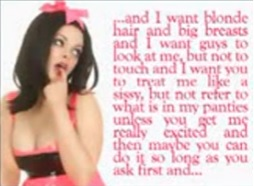 ...and I want blonde
hair and big breasts
and I want guys to
look at me, but not to
touch and I want you
to treat me like a
sissy, but not refer to
what is in my panties
unless you get me
really excited and
then maybe you can
do it so long as you
ask first and...